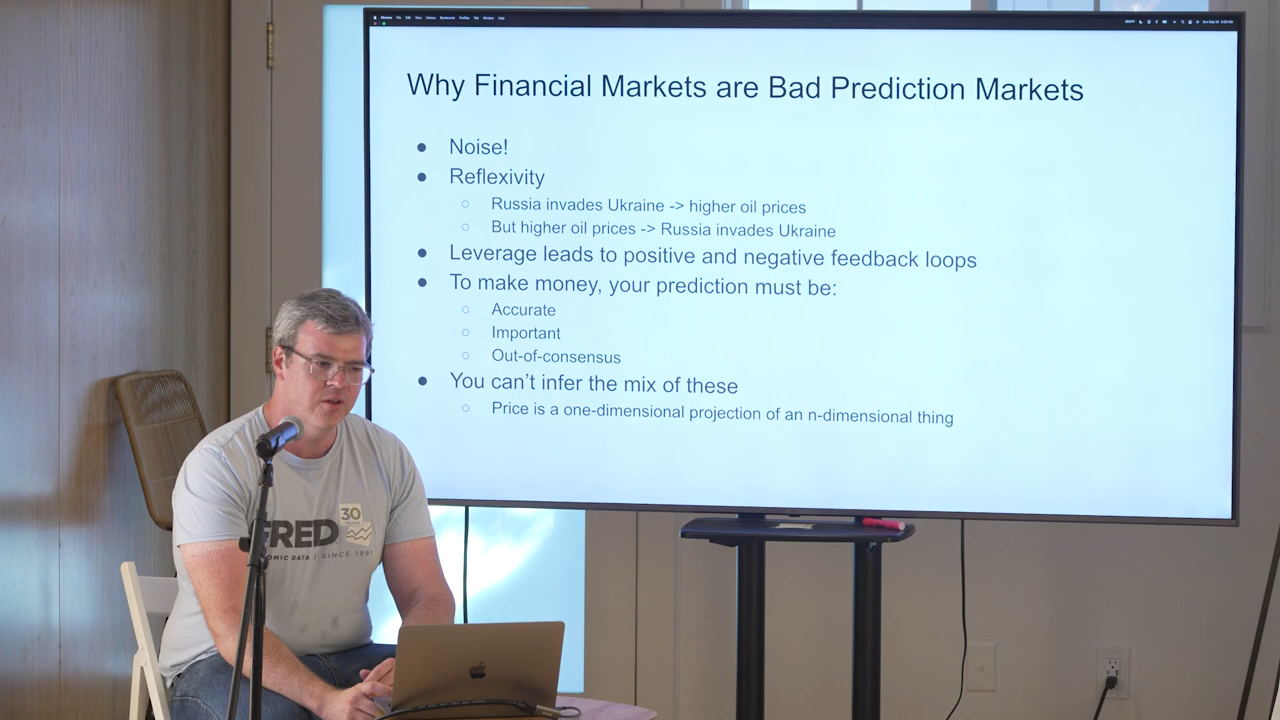 Why Financial Markets are Bad Prediction Markets
● Noise!
● Reflexivity
○ Russia invades Ukraine -> higher oil prices
○ But higher oil prices -> Russia invades Ukraine
● Leverage leads to positive and negative feedback loops
● To make money, your prediction must be:
○ Accurate
○ Important
○ Out-of-consensus
● You can’t infer the mix of these
○ Price is a one-dimensional projection of an n-dimensional thing
30
YEARS
FRED
OMIC DATA | SINCE 1991